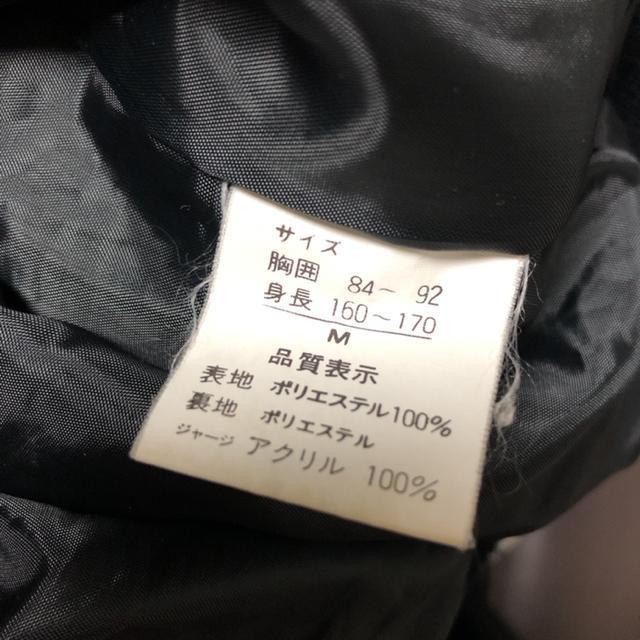 サイズ
胸囲 84〜 92
身長 160〜170
M
品質表示
表地 ポリエステル100%
裏地 ポリエステル
ジャージ アクリル 100%